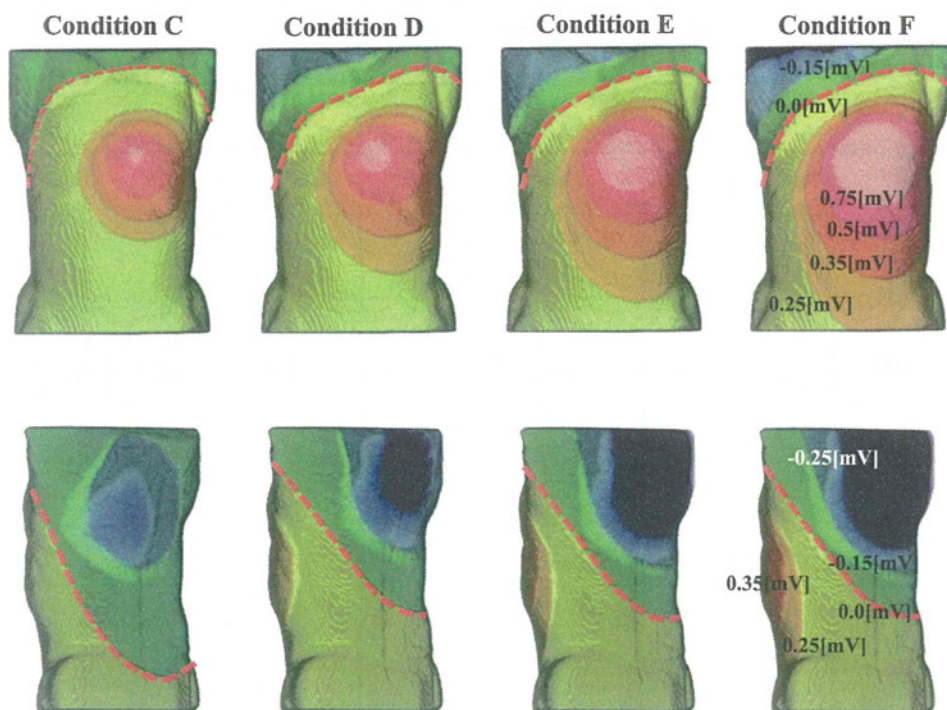 Condition C
Condition D
Condition E
Condition F
-0.15[mV]
0.0[mV]
0.75[mV]
0.5[mV]
0.35[mV]
0.25[mV]
-0.25[mV]
-0.15[mV]
0.35[mV]
0.0[mV]
0.25[mV]